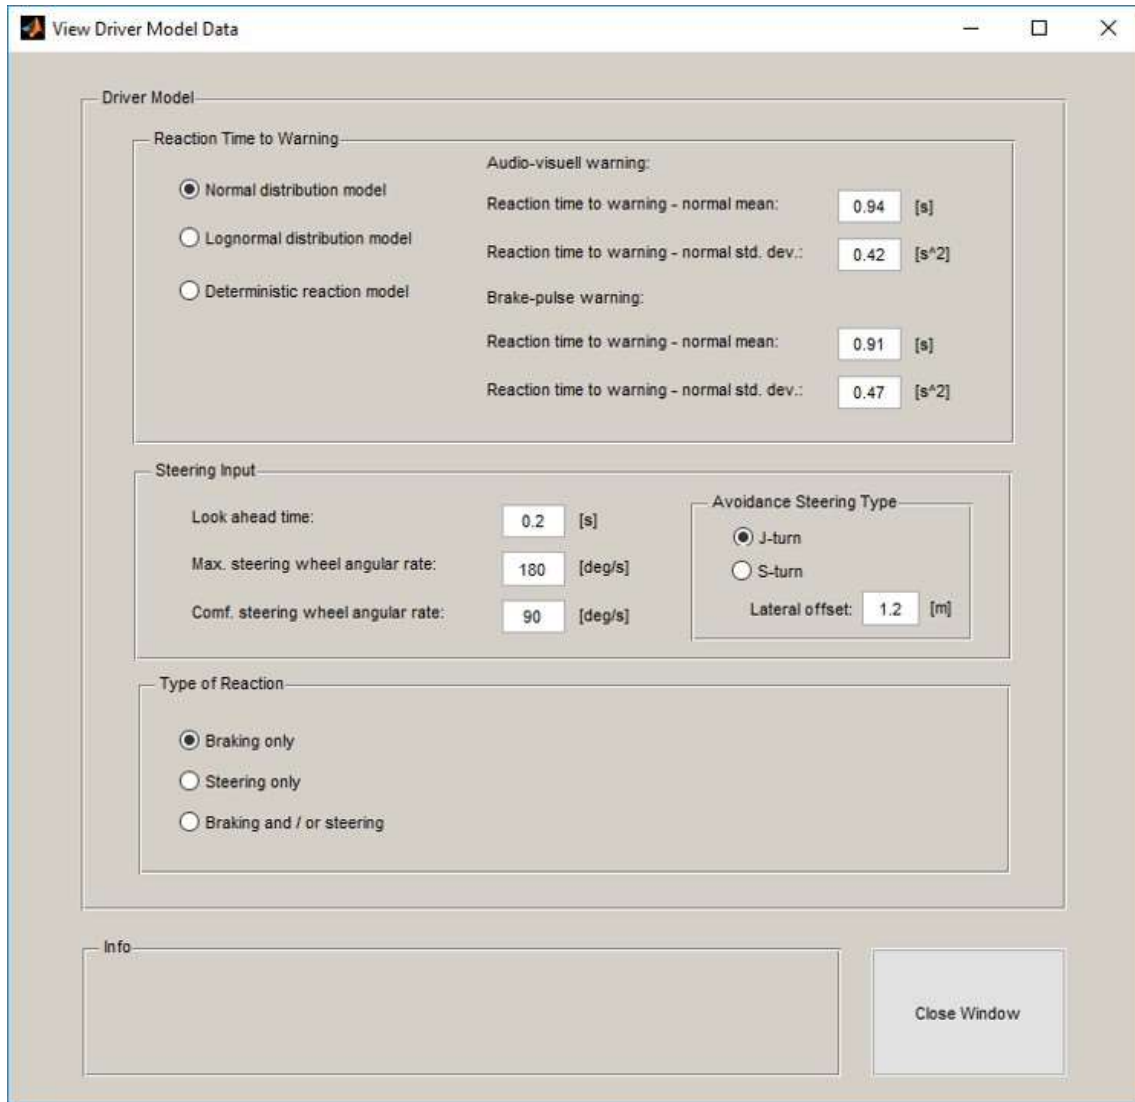 View Driver Model Data
Driver Model
Reaction Time to Warning
Normal distribution model
Lognormal distribution model
Deterministic reaction model
Audio-visuell warning:
Reaction time to warning - normal mean: 0.94 [s]
Reaction time to warning - normal std. dev.: 0.42 [s^2]
Brake-pulse warning:
Reaction time to warning - normal mean: 0.91 [s]
Reaction time to warning - normal std. dev.: 0.47 [s^2]
Steering Input
Look ahead time: 0.2 [s]
Max. steering wheel angular rate: 180 [deg/s]
Comf. steering wheel angular rate: 90 [deg/s]
Avoidance Steering Type
J-turn
S-turn
Lateral offset: 1.2 [m]
Type of Reaction
Braking only
Steering only
Braking and / or steering
Info
Close Window